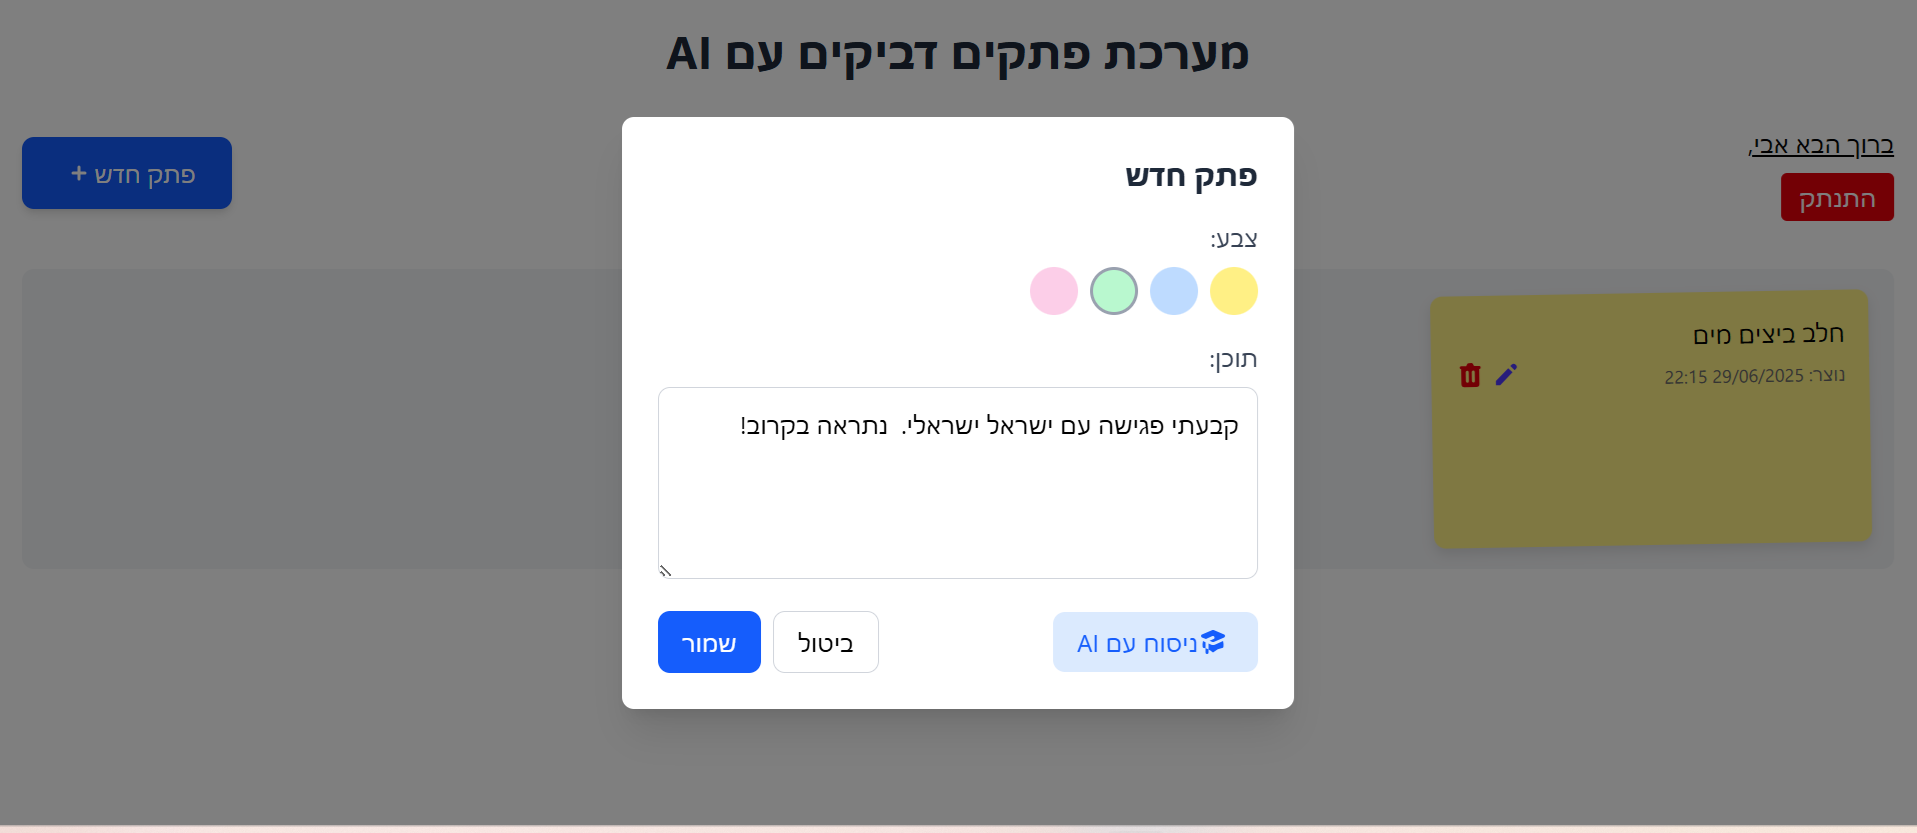 מערכת פתקים דביקים עם AI
ברוך הבא אבי,
התנתק
פתק חדש +
חלב ביצים מים
נוצר: 29/06/2025 22:15
פתק חדש
צבע:
תוכן:
קבעתי פגישה עם ישראל ישראלי.  נתראה בקרוב!
ניסוח עם AI
ביטול
שמור